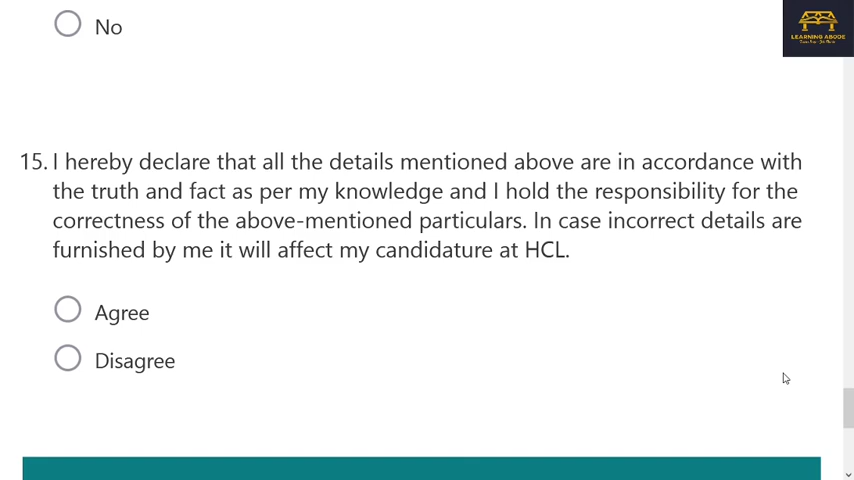 No
LEARNING ABODE
15. I hereby declare that all the details mentioned above are in accordance with
the truth and fact as per my knowledge and I hold the responsibility for the
correctness of the above-mentioned particulars. In case incorrect details are
furnished by me it will affect my candidature at HCL.
Agree
Disagree